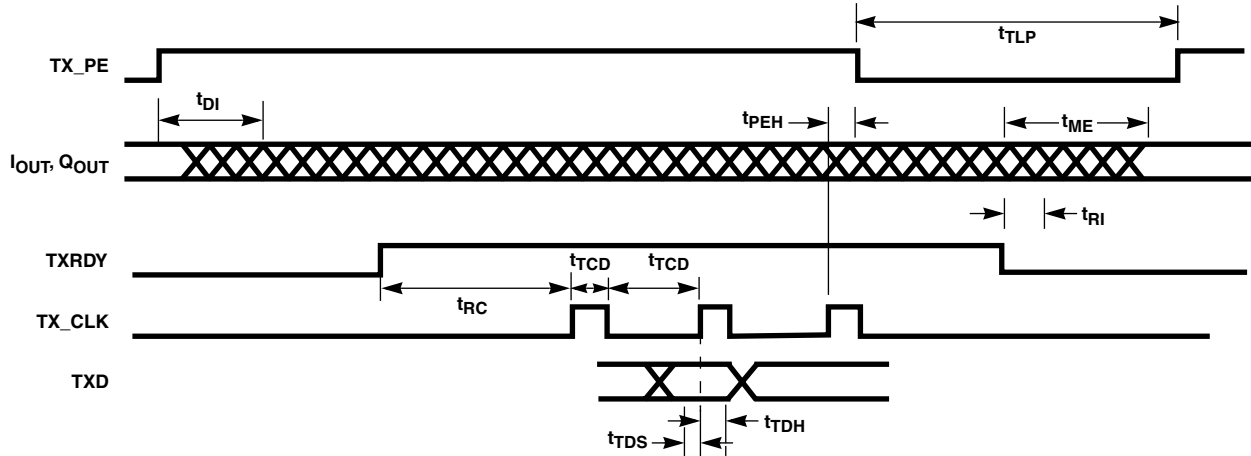 tTLP
TX_PE
tDI
tPEH
tME
IOUT, QOUT
tRI
TXRDY
tTCD
tTCD
tRC
TX_CLK
TXD
tTDH
tTDS